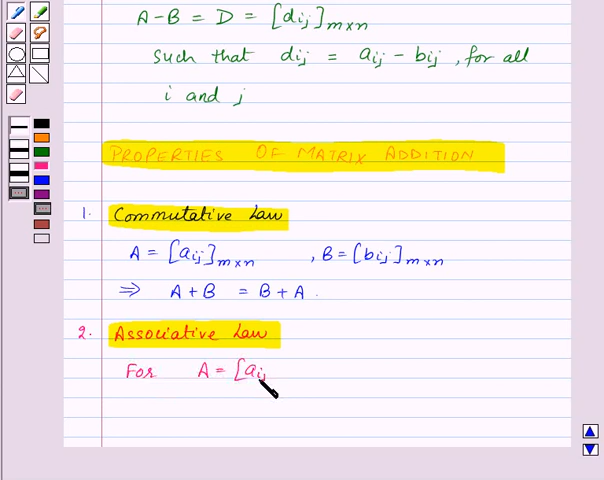 A - B = D = [dij]m×n
such that dij = aij - bij, for all
i and j
PROPERTIES OF MATRIX ADDITION
1. Commutative Law
A = [aij]m×n , B = [bij]m×n
⇒ A + B = B + A.
2. Associative Law
For A = [aij